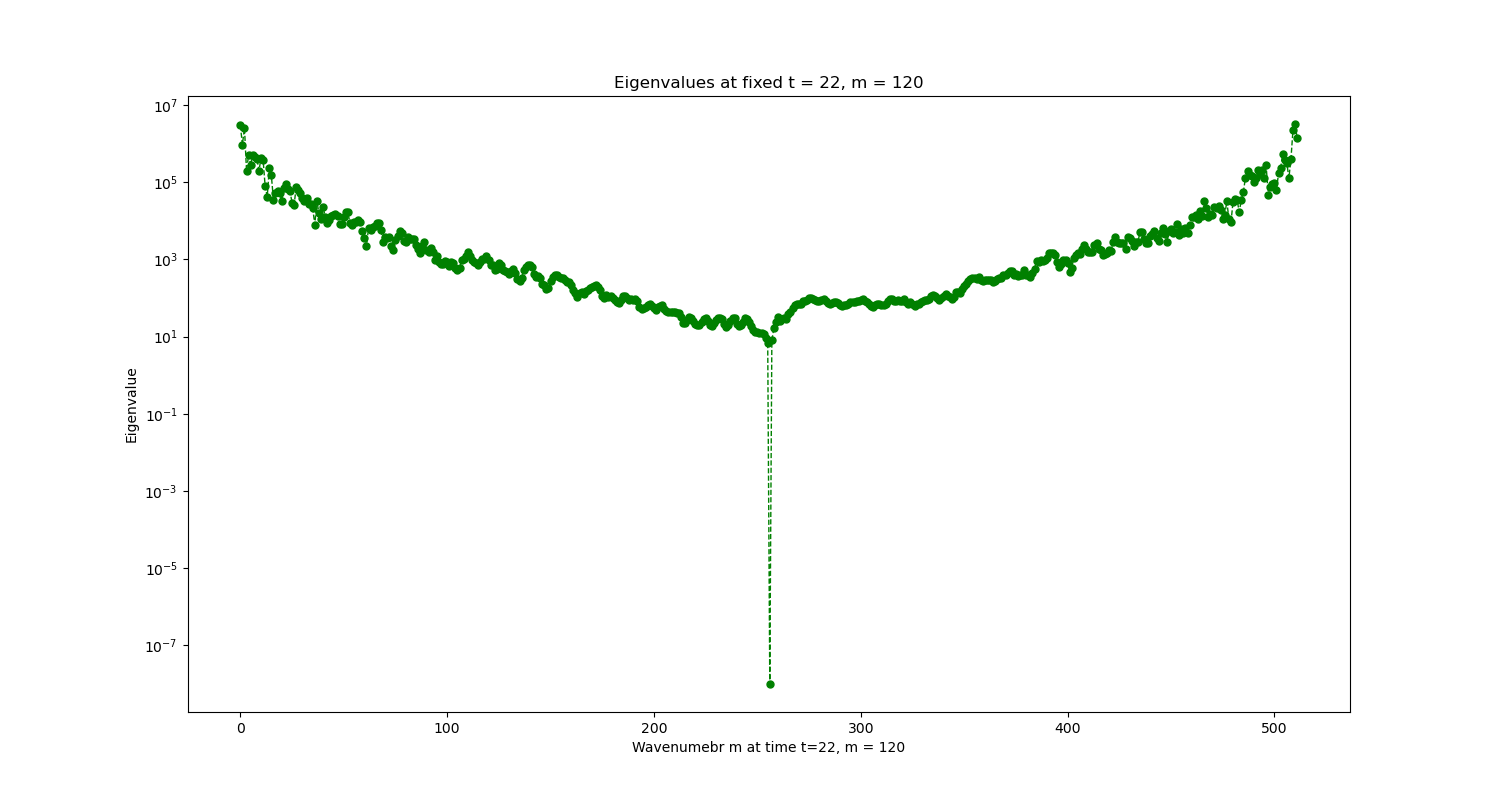 Eigenvalues at fixed t = 22, m = 120
10^7
10^5
10^3
10^1
10^-1
10^-3
10^-5
10^-7
Eigenvalue
0 100 200 300 400 500
Wavenumebr m at time t=22, m = 120